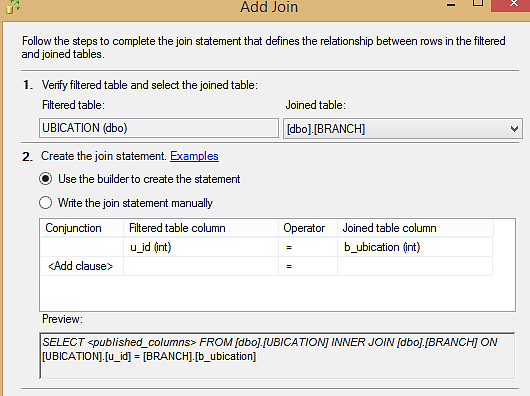 Add Join
Follow the steps to complete the join statement that defines the relationship between rows in the filtered
and joined tables.
1. Verify filtered table and select the joined table:
Filtered table: Joined table:
UBICATION (dbo) [dbo].[BRANCH]
2. Create the join statement. Examples
Use the builder to create the statement
Write the join statement manually
Conjunction Filtered table column Operator Joined table column
u_id (int) = b_ubication (int)
<Add clause> =
Preview:
SELECT <published_columns> FROM [dbo].[UBICATION] INNER JOIN [dbo].[BRANCH] ON
[UBICATION].[u_id] = [BRANCH].[b_ubication]